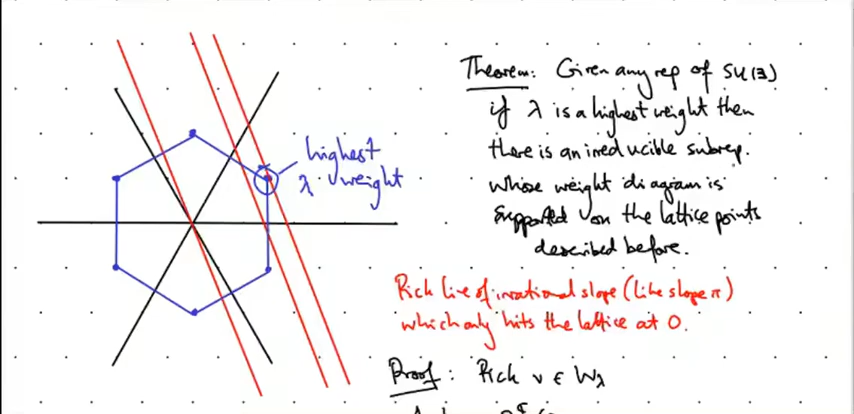 Theorem: Given any rep of SU(3)
if λ is a highest weight then
there is an irreducible subrep.
whose weight diagram is
supported on the lattice points
described before.
highest
λ weight
Pick line of irrational slope (like slope π)
which only hits the lattice at 0.
Proof: Pick v ∈ Wλ